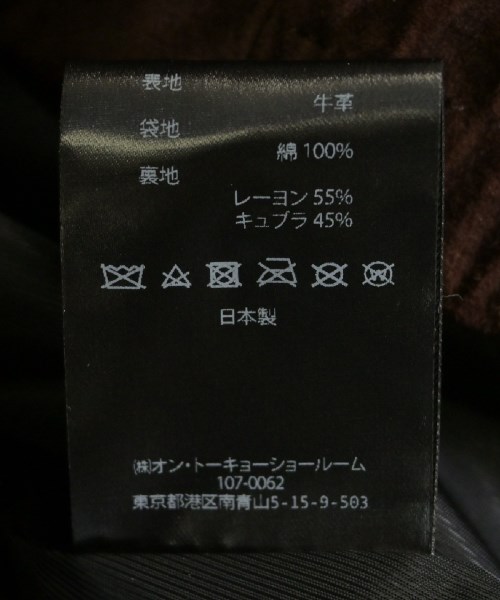 表地
牛革
袋地
綿 100%
裏地
レーヨン 55%
キュプラ 45%
日本製
㈱オン・トーキョーショールーム
107-0062
東京都港区南青山5-15-9-503